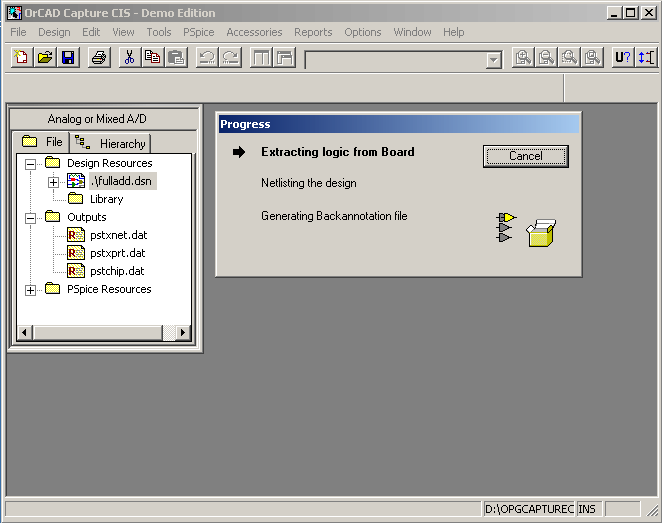 OrCAD Capture CIS - Demo Edition
File Design Edit View Tools PSpice Accessories Reports Options Window Help
U?
Analog or Mixed A/D
File Hierarchy
Design Resources
.\fulladd.dsn
Library
Outputs
R pstxnet.dat
R pstxprt.dat
R pstchip.dat
PSpice Resources
Progress
Extracting logic from Board
Cancel
Netlisting the design
Generating Backannotation file
D:\OPGCAPTUREC INS